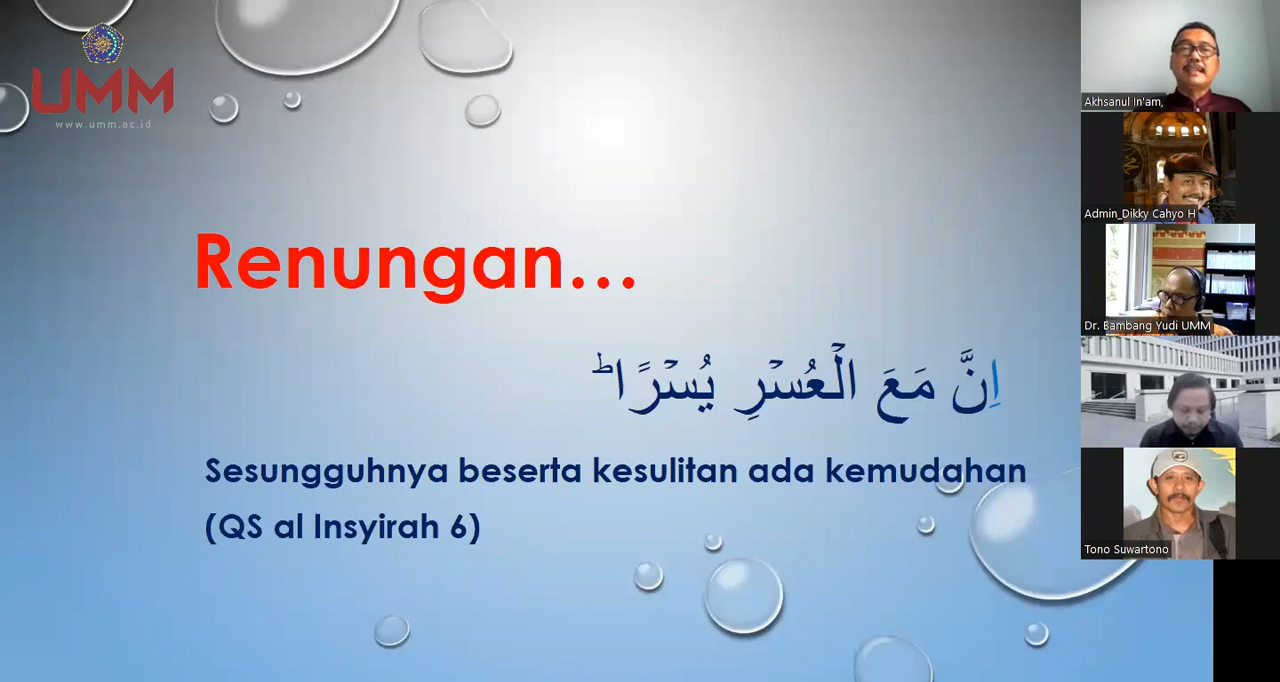 UMM
www.umm.ac.id
Renungan...
اِنَّ مَعَ الْعُسْرِ يُسْرًاۗ
Sesungguhnya beserta kesulitan ada kemudahan
(QS al Insyirah 6)
Akhsanul In'am,
Admin_Dikky Cahyo H
Dr. Bambang Yudi UMM
Tono Suwartono